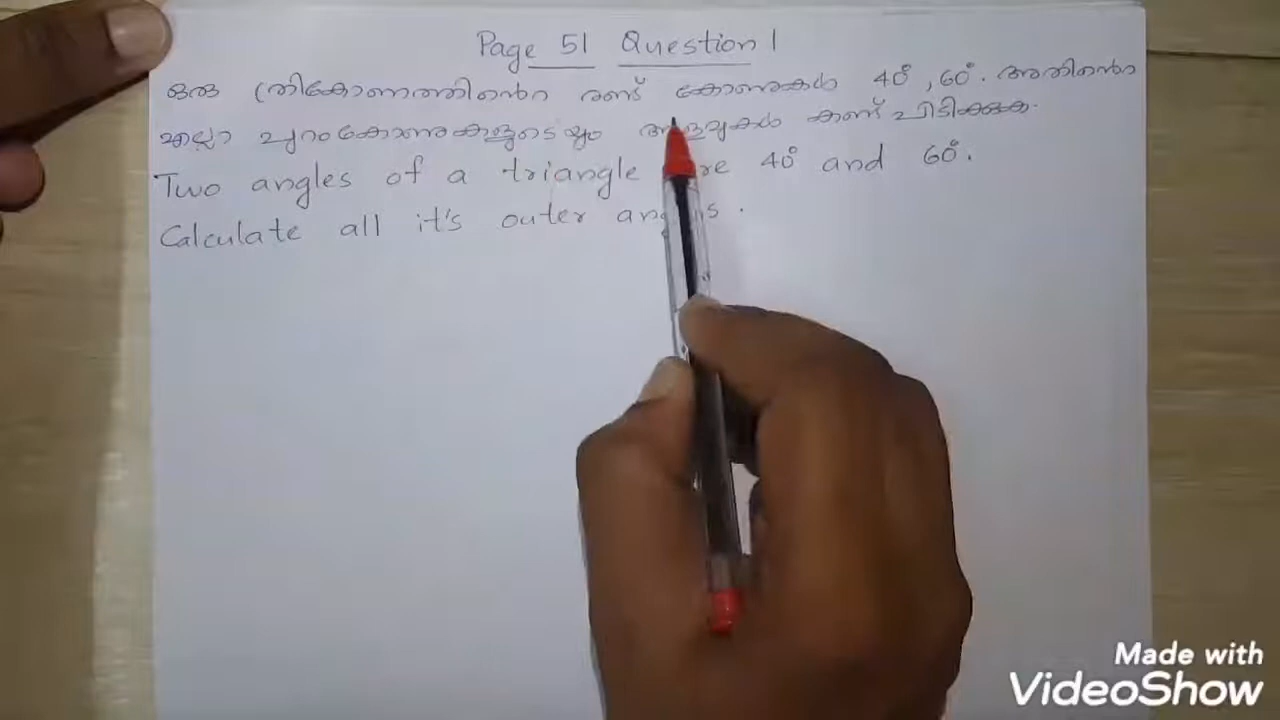 Page 51 Question 1
ഒരു ത്രികോണത്തിൻെറ രണ്ട് കോണുകൾ 40°, 60°. അതിൻെറ
എല്ലാ പുറംകോണുകളുടെയും അളവുകൾ കണ്ട് പിടിക്കുക.
Two angles of a triangle are 40° and 60°.
Calculate all it's outer angles.
Made with
VideoShow